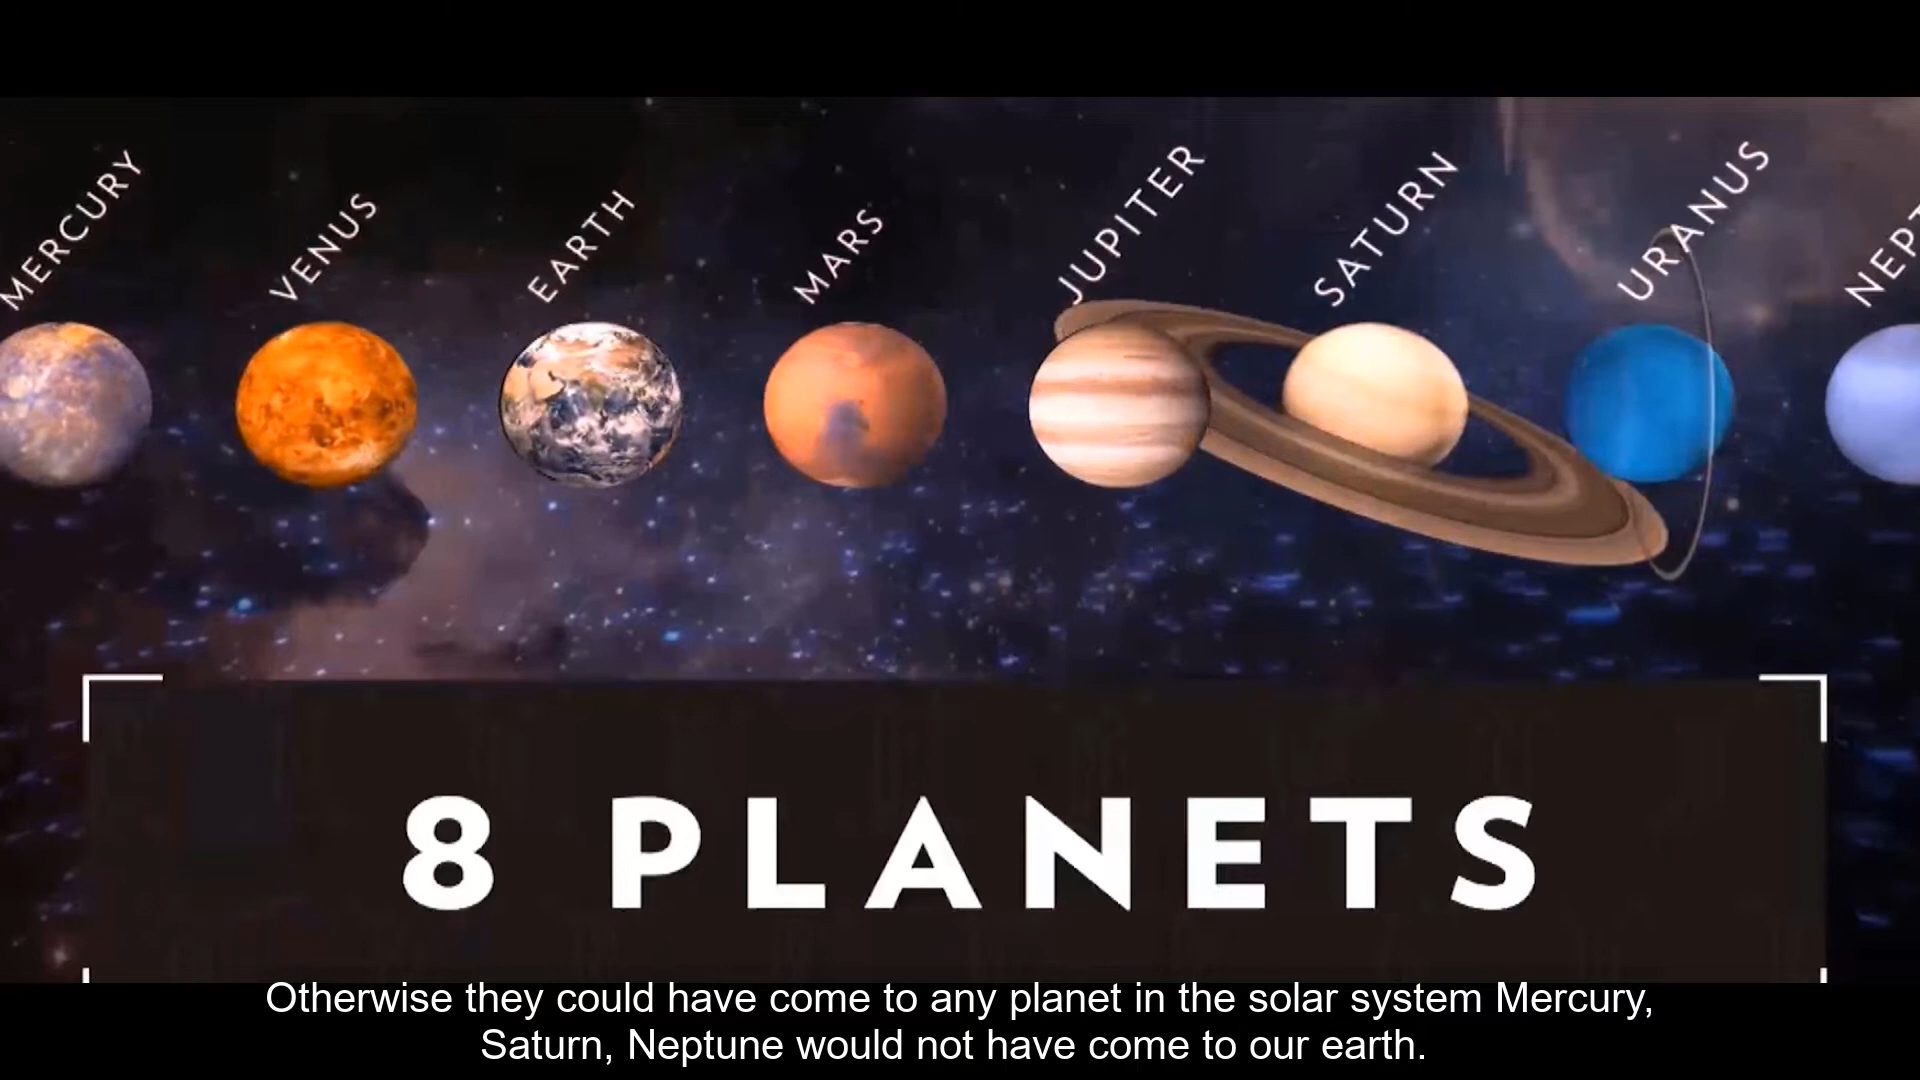 MERCURY
VENUS
EARTH
MARS
JUPITER
SATURN
URANUS
NEPT
8 PLANETS
Otherwise they could have come to any planet in the solar system Mercury,
Saturn, Neptune would not have come to our earth.